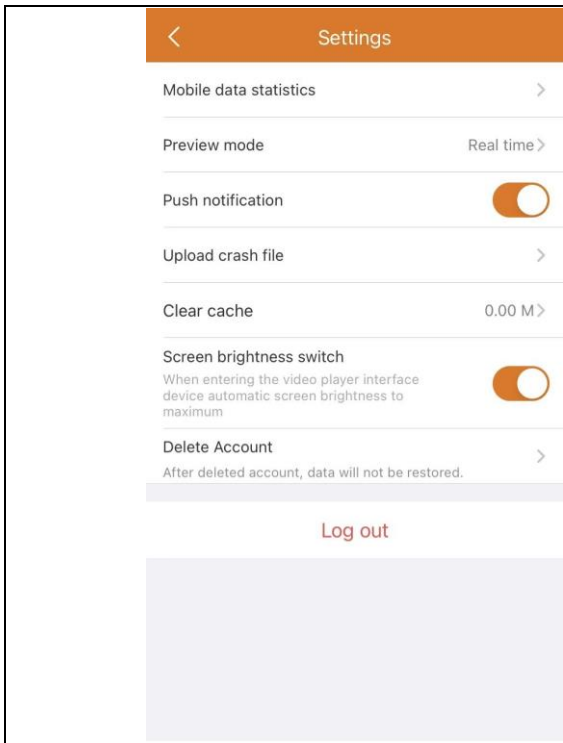 Settings
Mobile data statistics
Preview mode Real time
Push notification
Upload crash file
Clear cache 0.00 M
Screen brightness switch
When entering the video player interface
device automatic screen brightness to
maximum
Delete Account
After deleted account, data will not be restored.
Log out